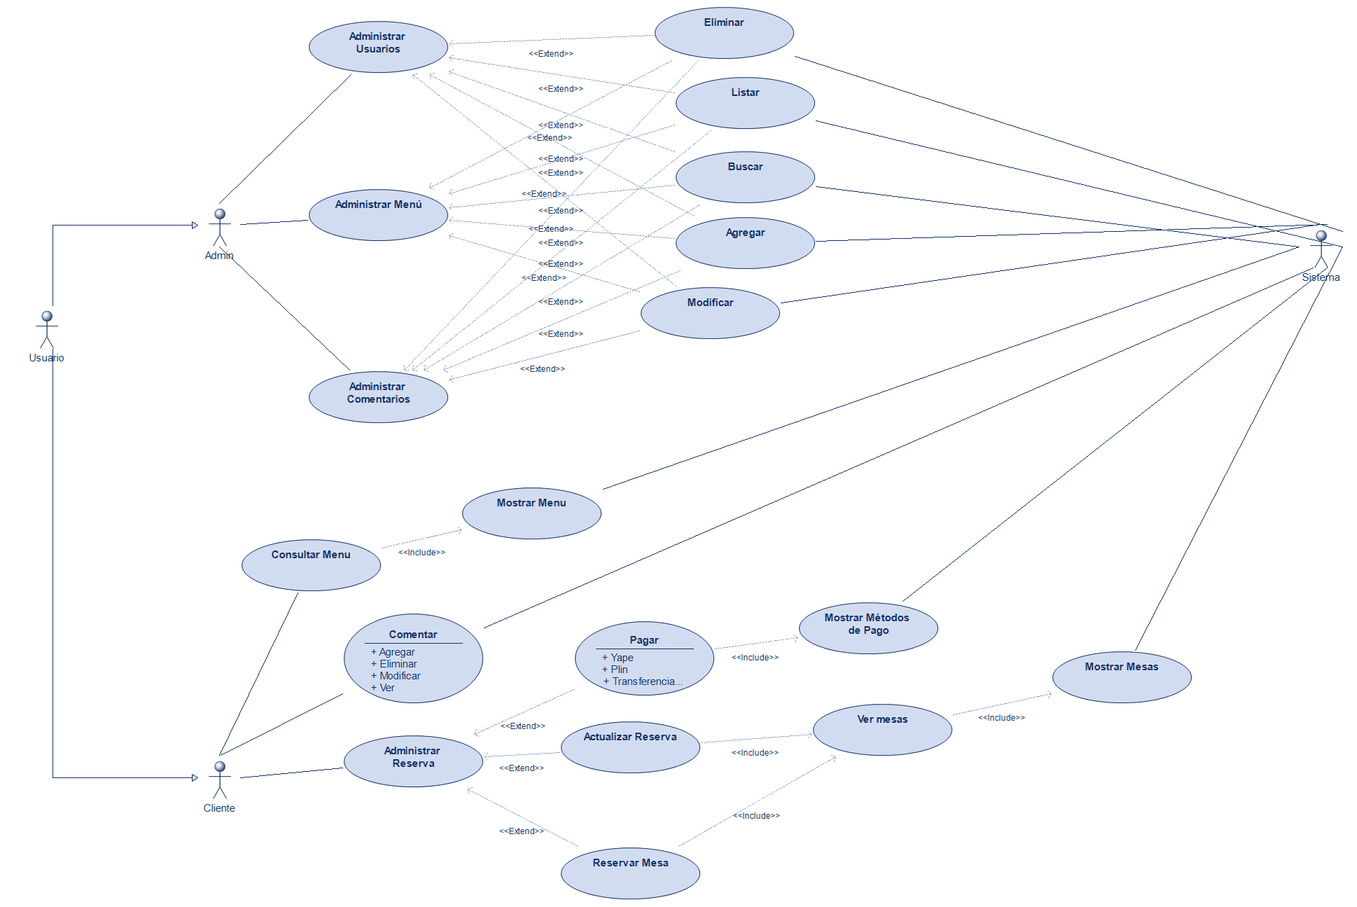 Eliminar
Administrar
Usuarios
<<Extend>>
Listar
<<Extend>>
<<Extend>>
<<Extend>>
<<Extend>>
Buscar
<<Extend>>
<<Extend>>
Administrar Menú
<<Extend>>
<<Extend>>
Agregar
<<Extend>>
Admin
<<Extend>>
<<Extend>>
Sistema
Modificar
<<Extend>>
<<Extend>>
Usuario
<<Extend>>
Administrar
Comentarios
Mostrar Menu
<<Include>>
Consultar Menu
Comentar
+ Agregar
+ Eliminar
+ Modificar
+ Ver
Pagar
+ Yape
+ Plin
+ Transferencia...
<<Include>>
Mostrar Métodos
de Pago
Mostrar Mesas
<<Include>>
Ver mesas
<<Extend>>
Actualizar Reserva
<<Include>>
Administrar
Reserva
<<Extend>>
Cliente
<<Include>>
<<Extend>>
Reservar Mesa